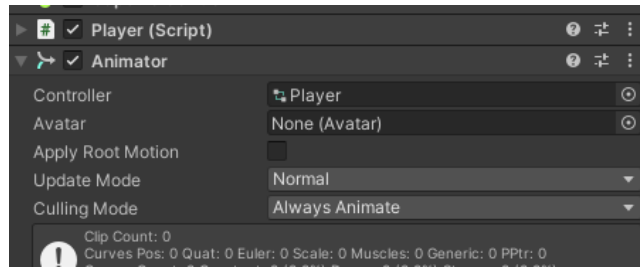 Player (Script)
Animator
Controller Player
Avatar None (Avatar)
Apply Root Motion
Update Mode Normal
Culling Mode Always Animate
Clip Count: 0
Curves Pos: 0 Quat: 0 Euler: 0 Scale: 0 Muscles: 0 Generic: 0 PPtr: 0